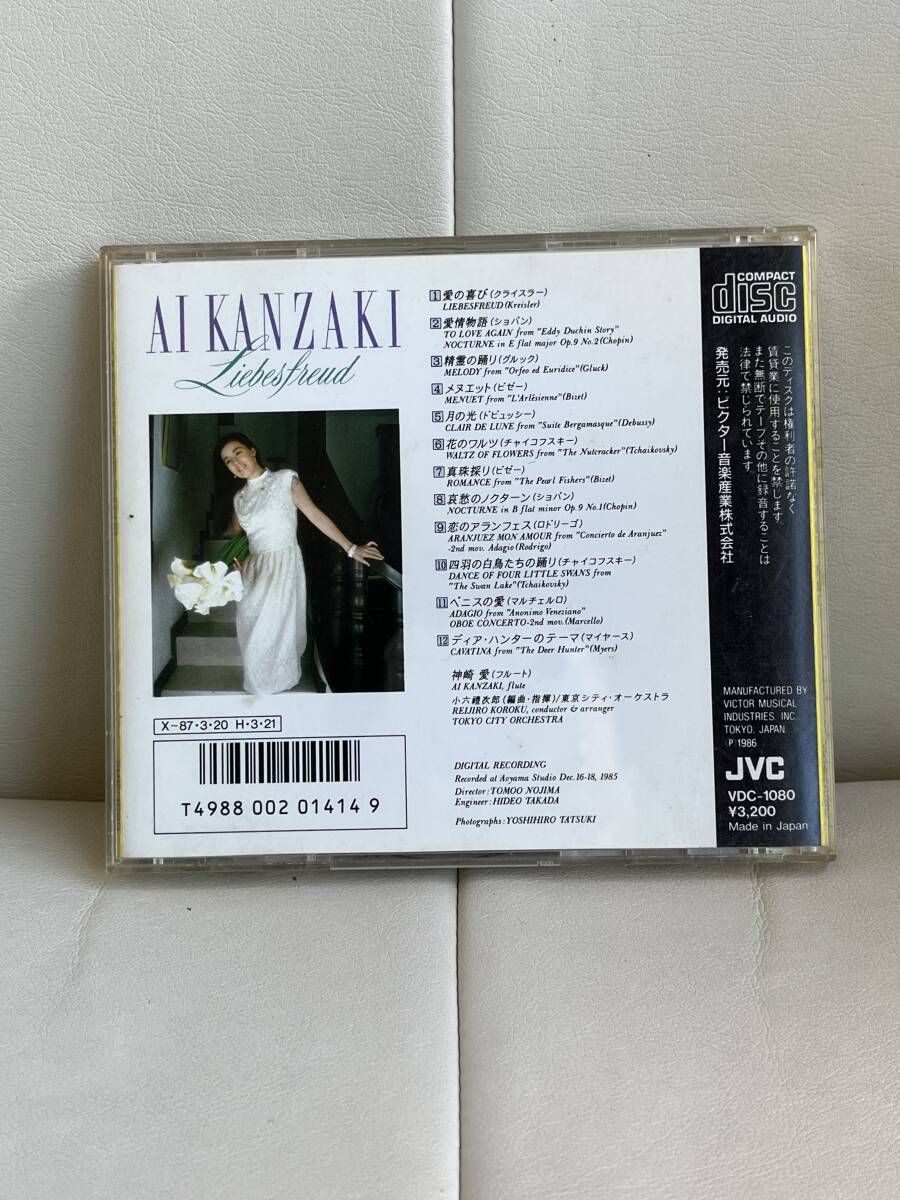 AI KANZAKI
Liebesfreud
1 愛の喜び(クライスラー)
LIEBESFREUD(Kreisler)
2 愛情物語(ショパン)
TO LOVE AGAIN from "Eddy Duchin Story"
NOCTURNE in E flat major Op.9 No.2(Chopin)
3 精霊の踊り(グルック)
MELODY from "Orfeo ed Euridice"(Gluck)
4 メヌエット(ビゼー)
MENUET from "L'Arlésienne"(Bizet)
5 月の光(ドビュッシー)
CLAIR DE LUNE from "Suite Bergamasque"(Debussy)
6 花のワルツ(チャイコフスキー)
WALTZ OF FLOWERS from "The Nutcracker"(Tchaikovsky)
7 真珠採り(ビゼー)
ROMANCE from "The Pearl Fishers"(Bizet)
8 哀愁のノクターン(ショパン)
NOCTURNE in B flat minor Op.9 No.1(Chopin)
9 恋のアランフェス(ロドリーゴ)
ARANJUEZ MON AMOUR from "Concierto de Aranjuez"
-2nd mov. Adagio(Rodrigo)
10 四羽の白鳥たちの踊り(チャイコフスキー)
DANCE OF FOUR LITTLE SWANS from
"The Swan Lake"(Tchaikovsky)
11 ベニスの愛(マルチェルロ)
ADAGIO from "Anonimo Veneziano"
OBOE CONCERTO-2nd mov.(Marcello)
12 ディア・ハンターのテーマ(マイヤース)
CAVATINA from "The Deer Hunter"(Myers)
神崎 愛(フルート)
AI KANZAKI, flute
小六禮次郎(編曲・指揮)/東京シティ・オーケストラ
REIJIRO KOROKU, conductor & arranger
TOKYO CITY ORCHESTRA
DIGITAL RECORDING
Recorded at Aoyama Studio Dec.16-18, 1985
Director:TOMOO NOJIMA
Engineer:HIDEO TAKADA
Photographs:YOSHIHIRO TATSUKI
X-87・3・20 H・3・21
T4988 002 01414 9
COMPACT
disc
DIGITAL AUDIO
このディスクは権利者の許諾なく
賃貸業に使用することを禁じます。
また無断でテープその他に録音することは
法律で禁じられています。
発売元:ビクター音楽産業株式会社
MANUFACTURED BY
VICTOR MUSICAL
INDUSTRIES, INC.
TOKYO, JAPAN
Ⓟ 1986
JVC
VDC-1080
¥3,200
Made in Japan